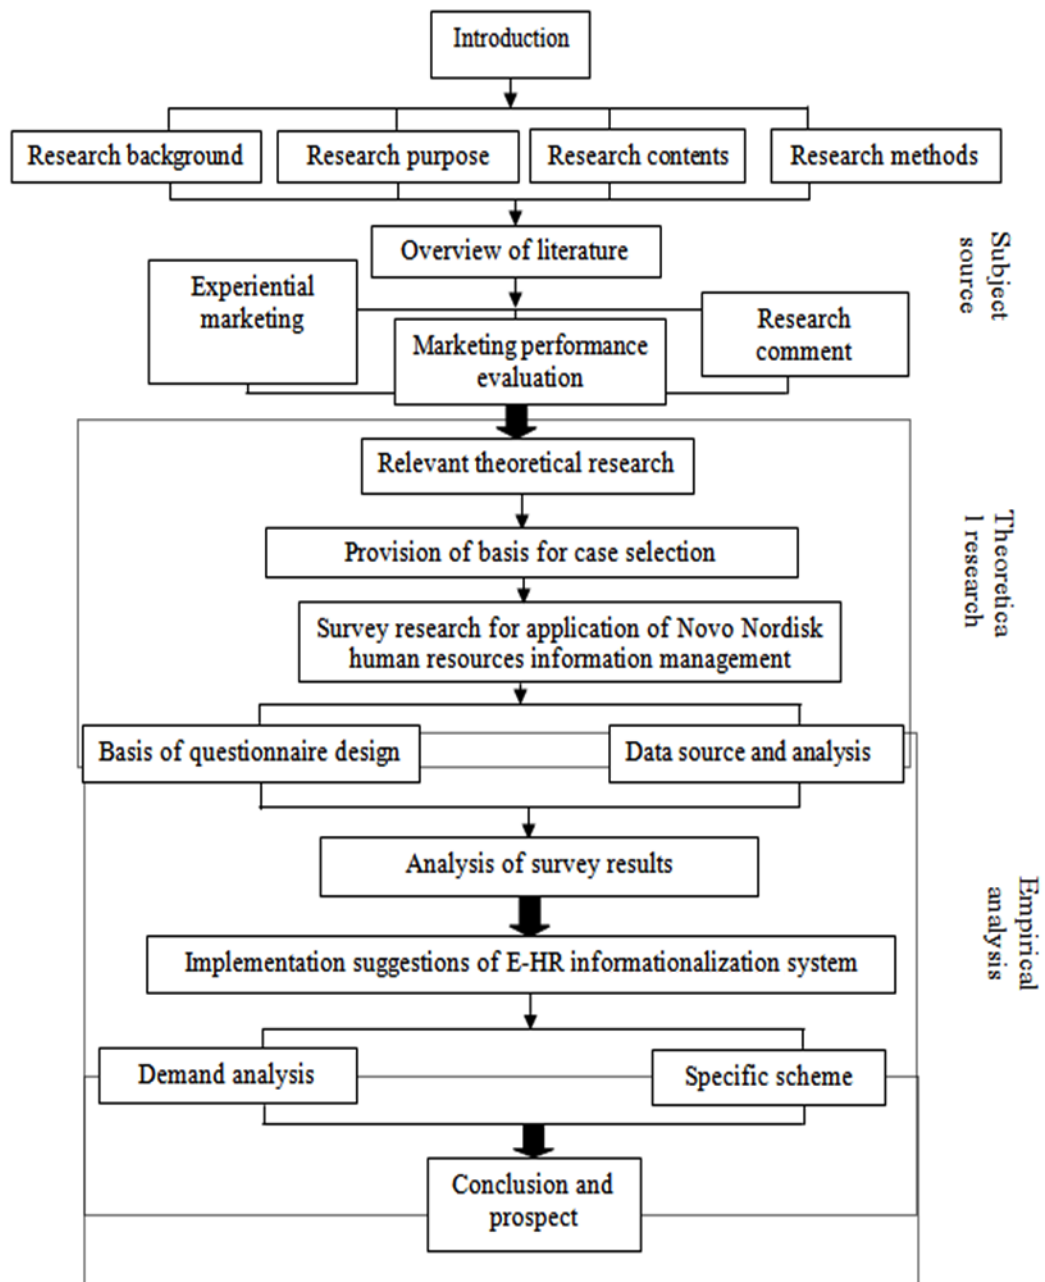 Introduction
Research background
Research purpose
Research contents
Research methods
Overview of literature
Subject
source
Experiential
marketing
Marketing performance
evaluation
Research
comment
Relevant theoretical research
Provision of basis for case selection
Theoretica
l research
Survey research for application of Novo Nordisk
human resources information management
Basis of questionnaire design
Data source and analysis
Analysis of survey results
Empirical
analysis
Implementation suggestions of E-HR informationalization system
Demand analysis
Specific scheme
Conclusion and
prospect